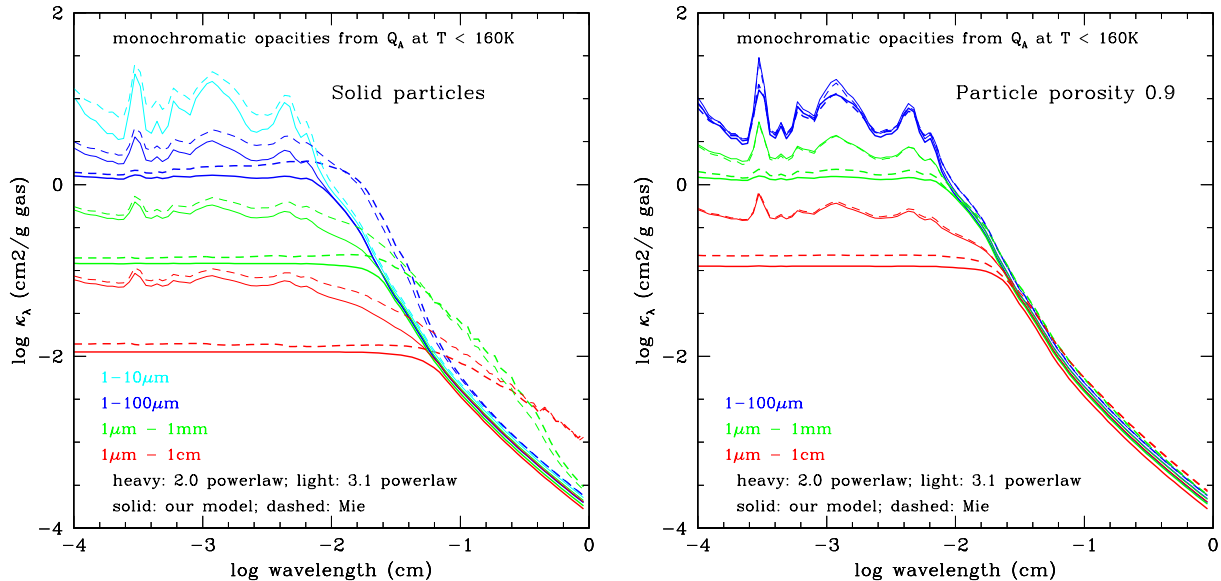 monochromatic opacities from Q_A at T < 160K
Solid particles
log κ_λ (cm2/g gas)
2
0
−2
−4
1−10μm
1−100μm
1μm − 1mm
1μm − 1cm
heavy: 2.0 powerlaw; light: 3.1 powerlaw
solid: our model; dashed: Mie
−4
−3
−2
−1
0
log wavelength (cm)
monochromatic opacities from Q_A at T < 160K
Particle porosity 0.9
log κ_λ (cm2/g gas)
2
0
−2
−4
1−100μm
1μm − 1mm
1μm − 1cm
heavy: 2.0 powerlaw; light: 3.1 powerlaw
solid: our model; dashed: Mie
−4
−3
−2
−1
0
log wavelength (cm)